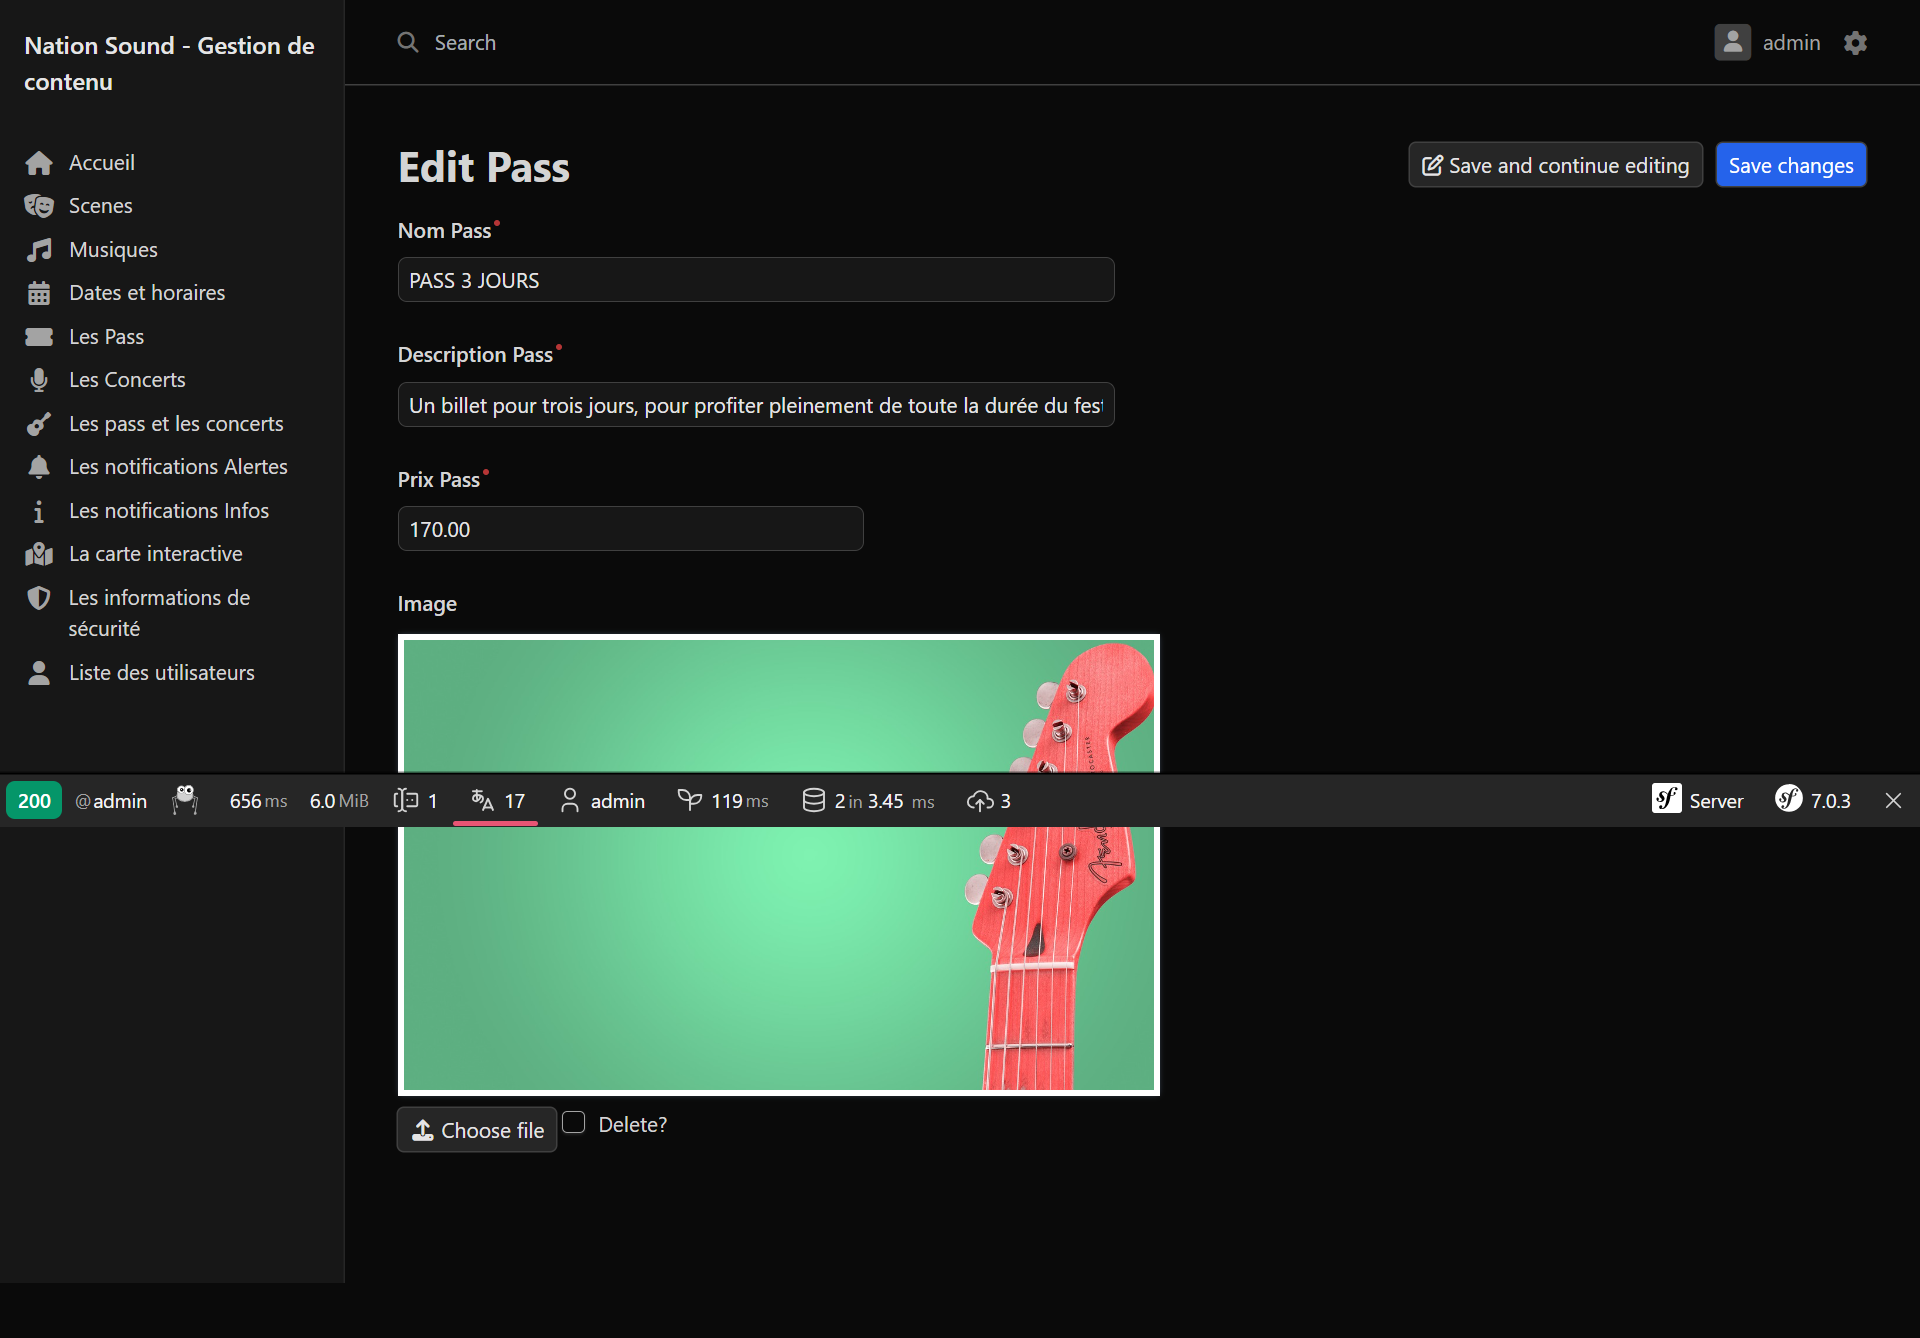 Nation Sound - Gestion de
contenu
Search
admin
Accueil
Scenes
Musiques
Dates et horaires
Les Pass
Les Concerts
Les pass et les concerts
Les notifications Alertes
Les notifications Infos
La carte interactive
Les informations de
sécurité
Liste des utilisateurs
Edit Pass
Save and continue editing
Save changes
Nom Pass
PASS 3 JOURS
Description Pass
Un billet pour trois jours, pour profiter pleinement de toute la durée du fest
Prix Pass
170.00
Image
200 @admin 656 ms 6.0 MiB 1 17 admin 119 ms 2 in 3.45 ms 3 sf Server sf 7.0.3
Choose file
Delete?